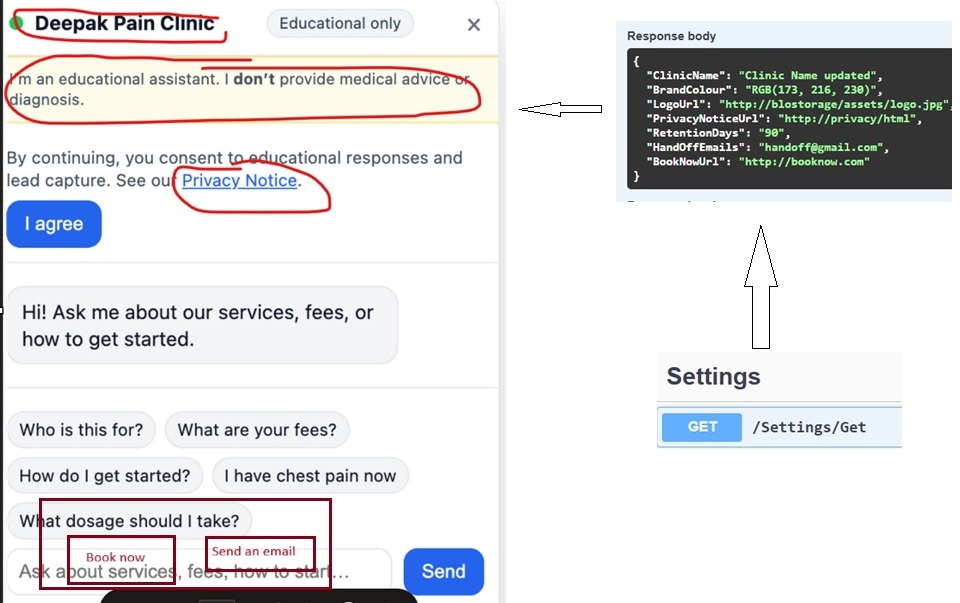 Deepak Pain Clinic
Educational only
×
I'm an educational assistant. I don't provide medical advice or
diagnosis.
By continuing, you consent to educational responses and
lead capture. See our Privacy Notice.
I agree
Hi! Ask me about our services, fees, or
how to get started.
Who is this for?
What are your fees?
How do I get started?
I have chest pain now
What dosage should I take?
Book now
Send an email
Ask about services, fees, how to start…
Send
Response body
{
"ClinicName": "Clinic Name updated",
"BrandColour": "RGB(173, 216, 230)",
"LogoUrl": "http://blostorage/assets/logo.jpg",
"PrivacyNoticeUrl": "http://privacy/html",
"RetentionDays": "90",
"HandOffEmails": "handoff@gmail.com",
"BookNowUrl": "http://booknow.com"
}
Settings
GET /Settings/Get